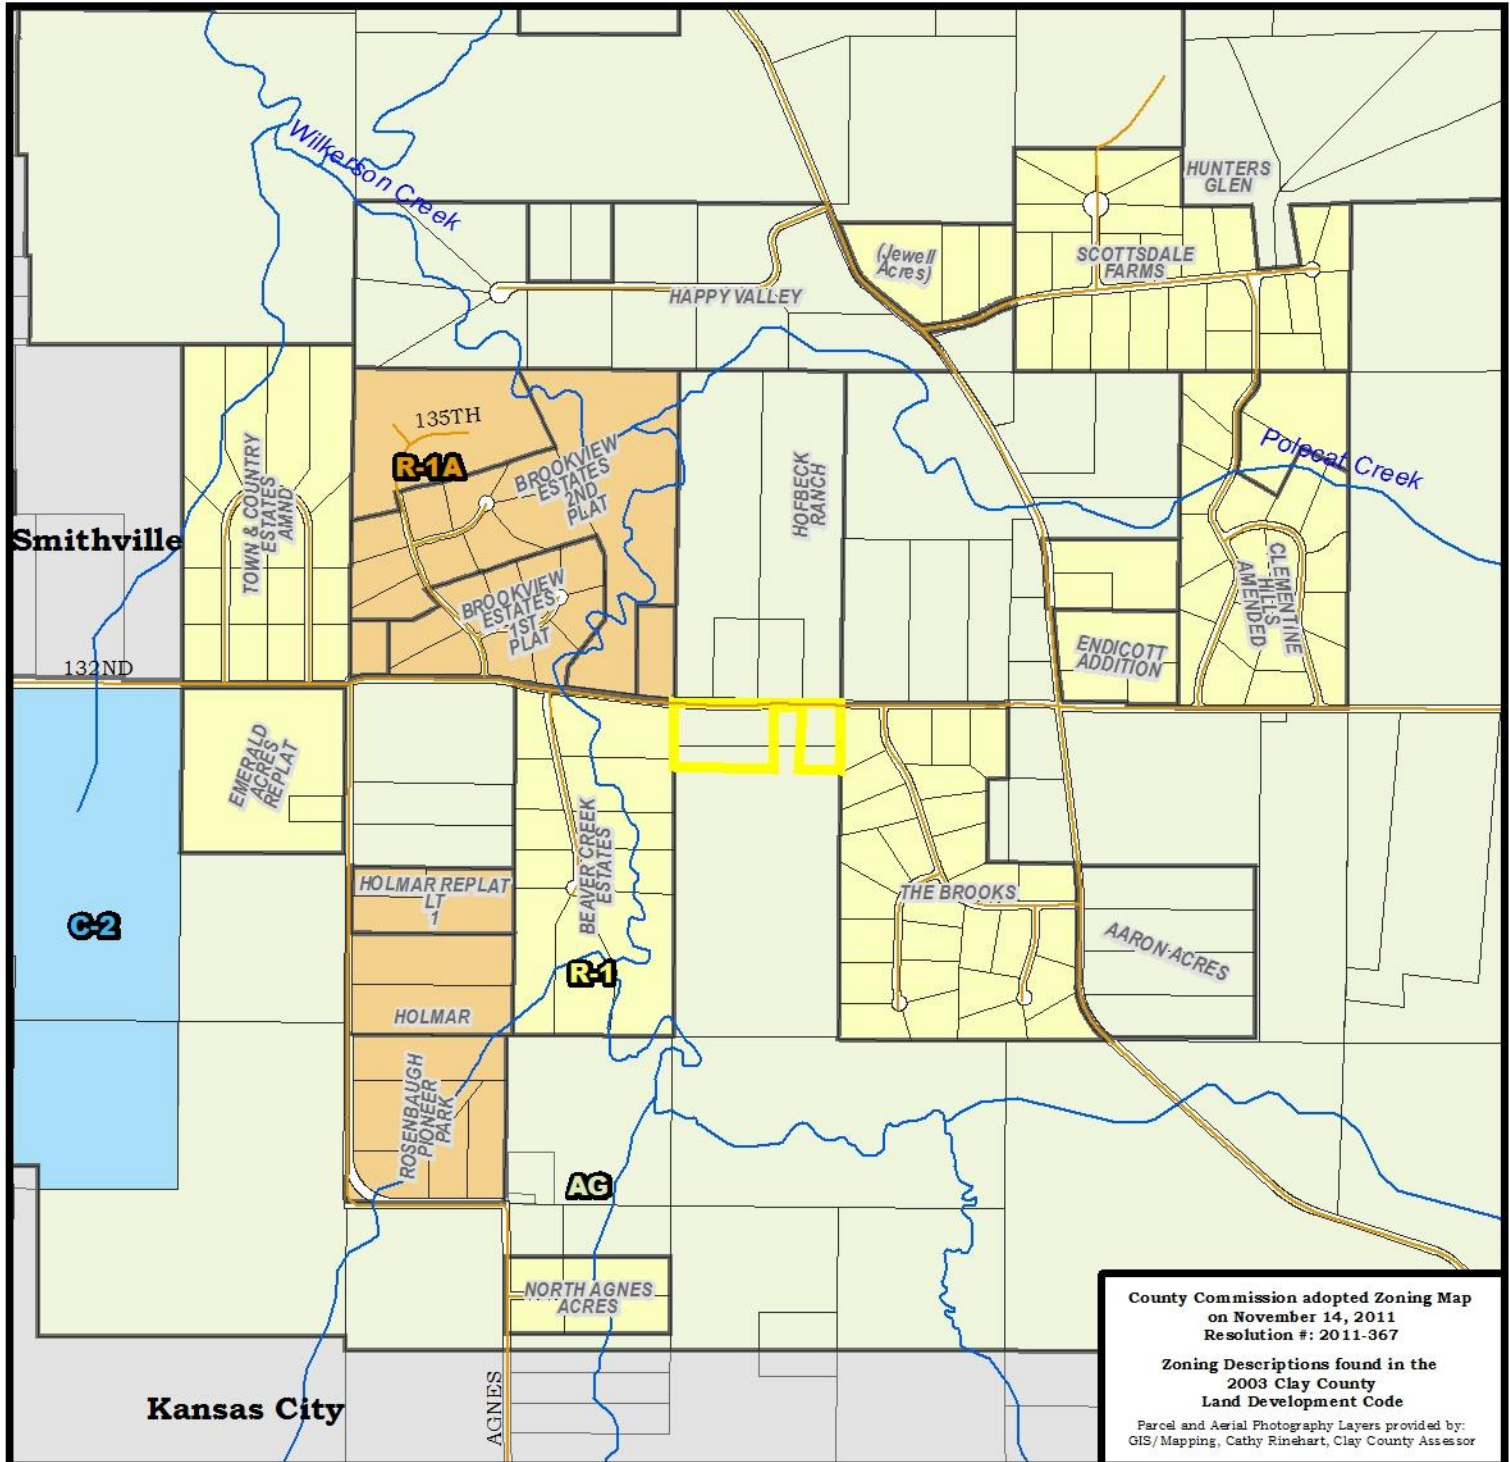 Wilkerson Creek
HUNTERS
GLEN
(Jewell
Acres)
SCOTTSDALE
FARMS
HAPPY VALLEY
135TH
R-1A
BROOKVIEW
ESTATES
2ND
PLAT
HOFBECK
RANCH
Polecat Creek
TOWN & COUNTRY
ESTATES
AMND
Smithville
BROOKVIEW
ESTATES
1ST
PLAT
CLEMENTINE
HILLS
AMENDED
ENDICOTT
ADDITION
132ND
EMERALD
ACRES
REPLAT
BEAVER CREEK
ESTATES
HOLMAR REPLAT
LT
1
THE BROOKS
C-2
AARON ACRES
R-1
HOLMAR
ROSENBAUGH
PIONEER
PARK
AG
NORTH AGNES
ACRES
AGNES
Kansas City
County Commission adopted Zoning Map
on November 14, 2011
Resolution #: 2011-367
Zoning Descriptions found in the
2003 Clay County
Land Development Code
Parcel and Aerial Photography Layers provided by:
GIS/Mapping, Cathy Rinehart, Clay County Assessor